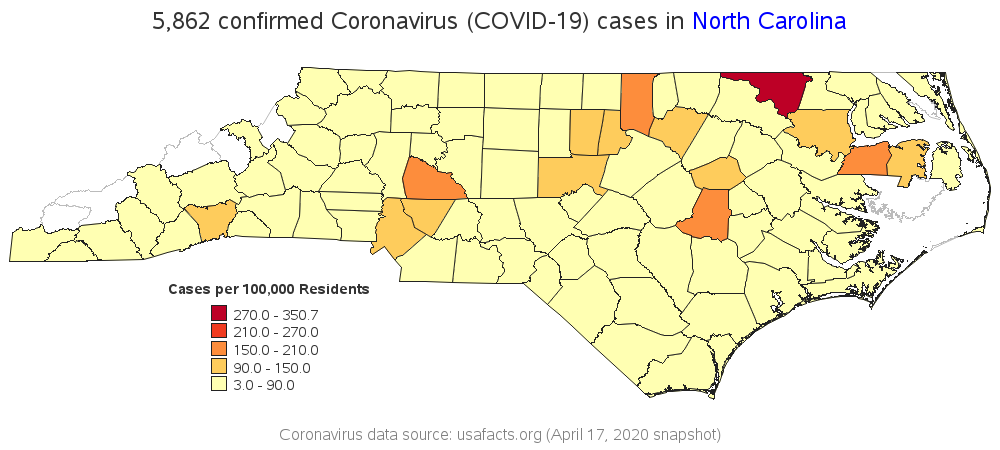 5,862 confirmed Coronavirus (COVID-19) cases in North Carolina
Cases per 100,000 Residents
270.0 - 350.7
210.0 - 270.0
150.0 - 210.0
90.0 - 150.0
3.0 - 90.0
Coronavirus data source: usafacts.org (April 17, 2020 snapshot)